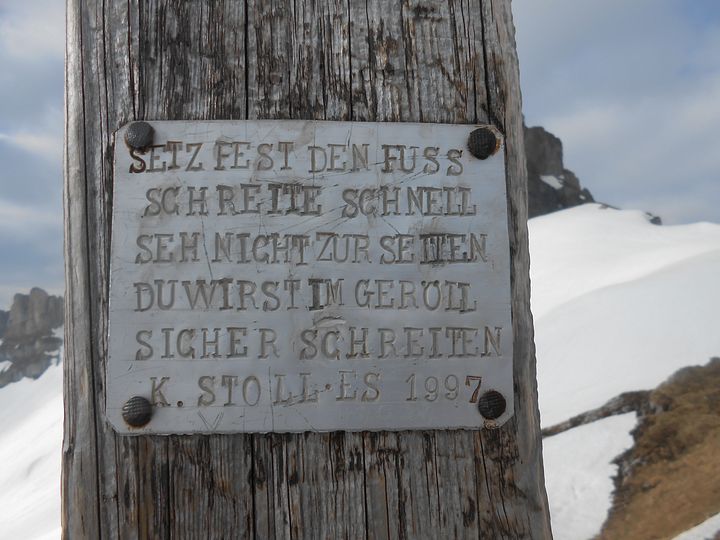 SETZ FEST DEN FUSS
SCHREITE SCHNELL
SEH NICHT ZUR SEITEN
DU WIRST IM GERÖLL
SICHER SCHREITEN
K. STOLL·ES 1997